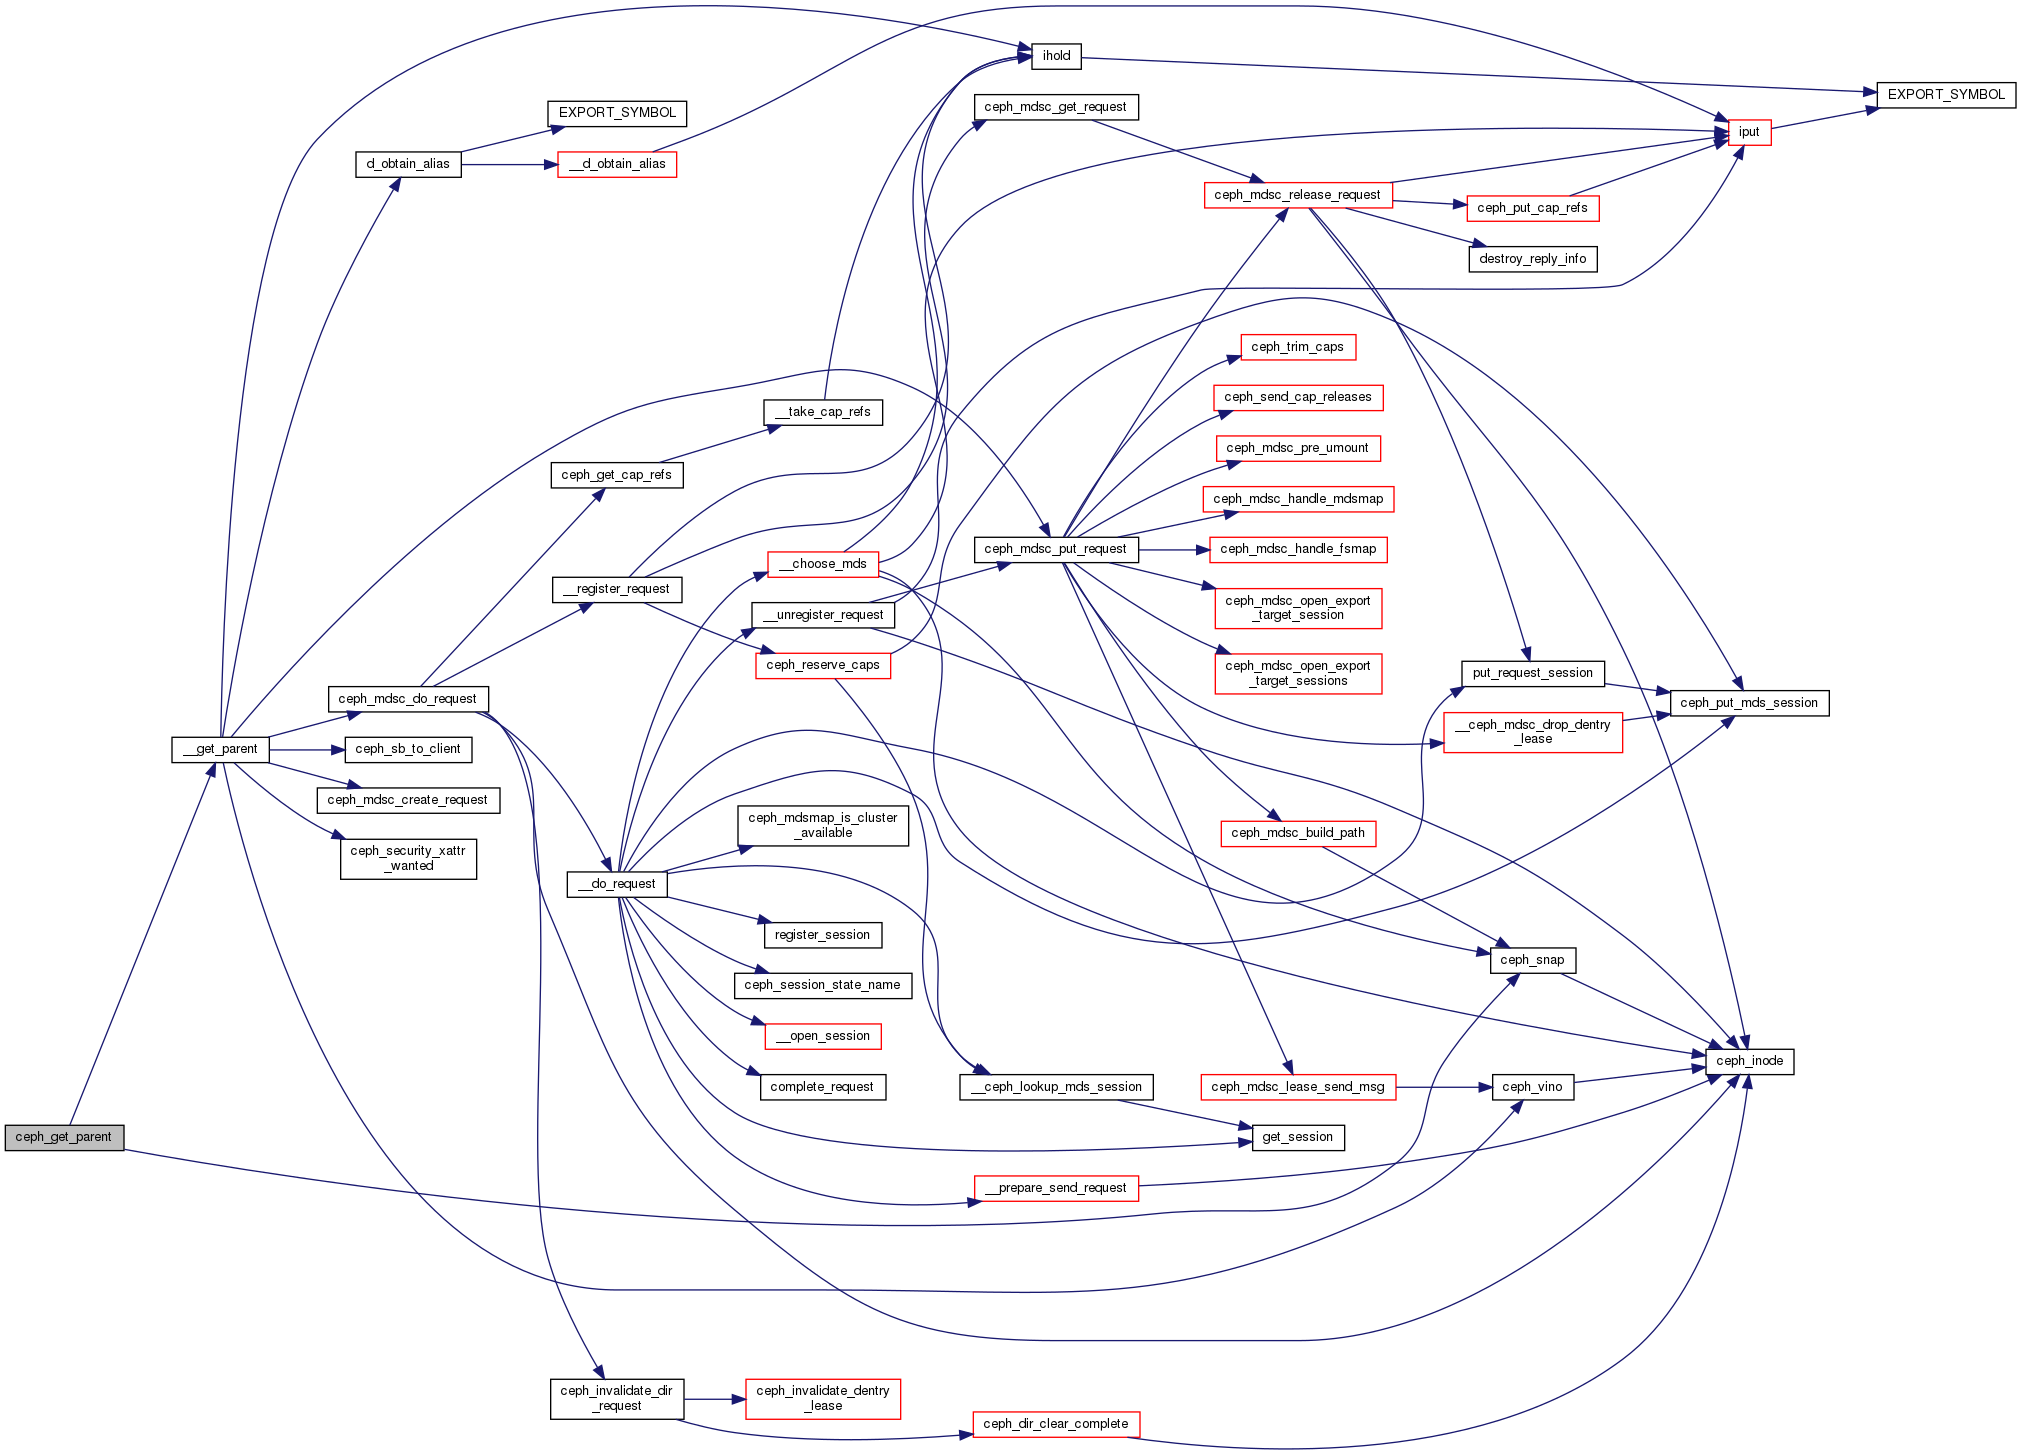 ihold
EXPORT_SYMBOL
ceph_mdsc_get_request
EXPORT_SYMBOL
iput
d_obtain_alias
__d_obtain_alias
ceph_mdsc_release_request
ceph_put_cap_refs
destroy_reply_info
ceph_trim_caps
ceph_send_cap_releases
__take_cap_refs
ceph_mdsc_pre_umount
ceph_get_cap_refs
ceph_mdsc_handle_mdsmap
ceph_mdsc_put_request
ceph_mdsc_handle_fsmap
__choose_mds
__register_request
ceph_mdsc_open_export
_target_session
__unregister_request
ceph_reserve_caps
ceph_mdsc_open_export
_target_sessions
put_request_session
ceph_mdsc_do_request
ceph_put_mds_session
__ceph_mdsc_drop_dentry
_lease
__get_parent
ceph_sb_to_client
ceph_mdsc_create_request
ceph_mdsmap_is_cluster
_available
ceph_mdsc_build_path
ceph_security_xattr
_wanted
__do_request
register_session
ceph_snap
ceph_session_state_name
__open_session
ceph_inode
complete_request
__ceph_lookup_mds_session
ceph_mdsc_lease_send_msg
ceph_vino
ceph_get_parent
get_session
__prepare_send_request
ceph_invalidate_dir
_request
ceph_invalidate_dentry
_lease
ceph_dir_clear_complete